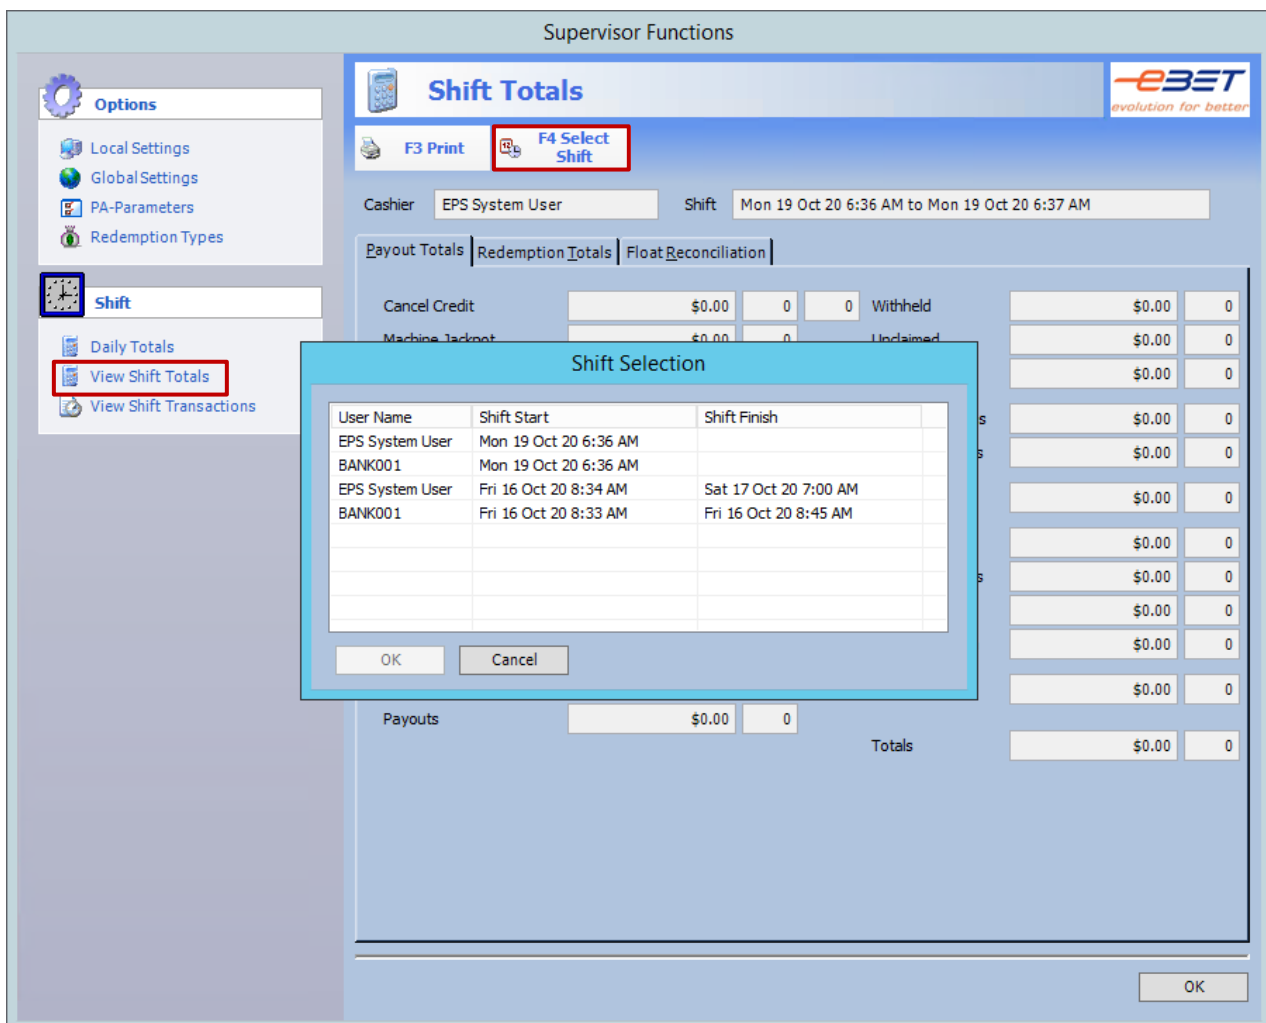 Supervisor Functions
Options
Local Settings
Global Settings
PA-Parameters
Redemption Types
Shift
Daily Totals
View Shift Totals
View Shift Transactions
Shift Totals
eBET
evolution for better
F3 Print
F4 Select
Shift
Cashier EPS System User Shift Mon 19 Oct 20 6:36 AM to Mon 19 Oct 20 6:37 AM
Payout Totals Redemption Totals Float Reconciliation
Cancel Credit $0.00 0 0 Withheld $0.00 0
Machine Jackpot $0.00 0 Unclaimed $0.00 0
$0.00 0
s $0.00 0
s $0.00 0
$0.00 0
$0.00 0
s $0.00 0
$0.00 0
$0.00 0
$0.00 0
Payouts $0.00 0
Totals $0.00 0
Shift Selection
User Name Shift Start Shift Finish
EPS System User Mon 19 Oct 20 6:36 AM
BANK001 Mon 19 Oct 20 6:36 AM
EPS System User Fri 16 Oct 20 8:34 AM Sat 17 Oct 20 7:00 AM
BANK001 Fri 16 Oct 20 8:33 AM Fri 16 Oct 20 8:45 AM
OK Cancel
OK